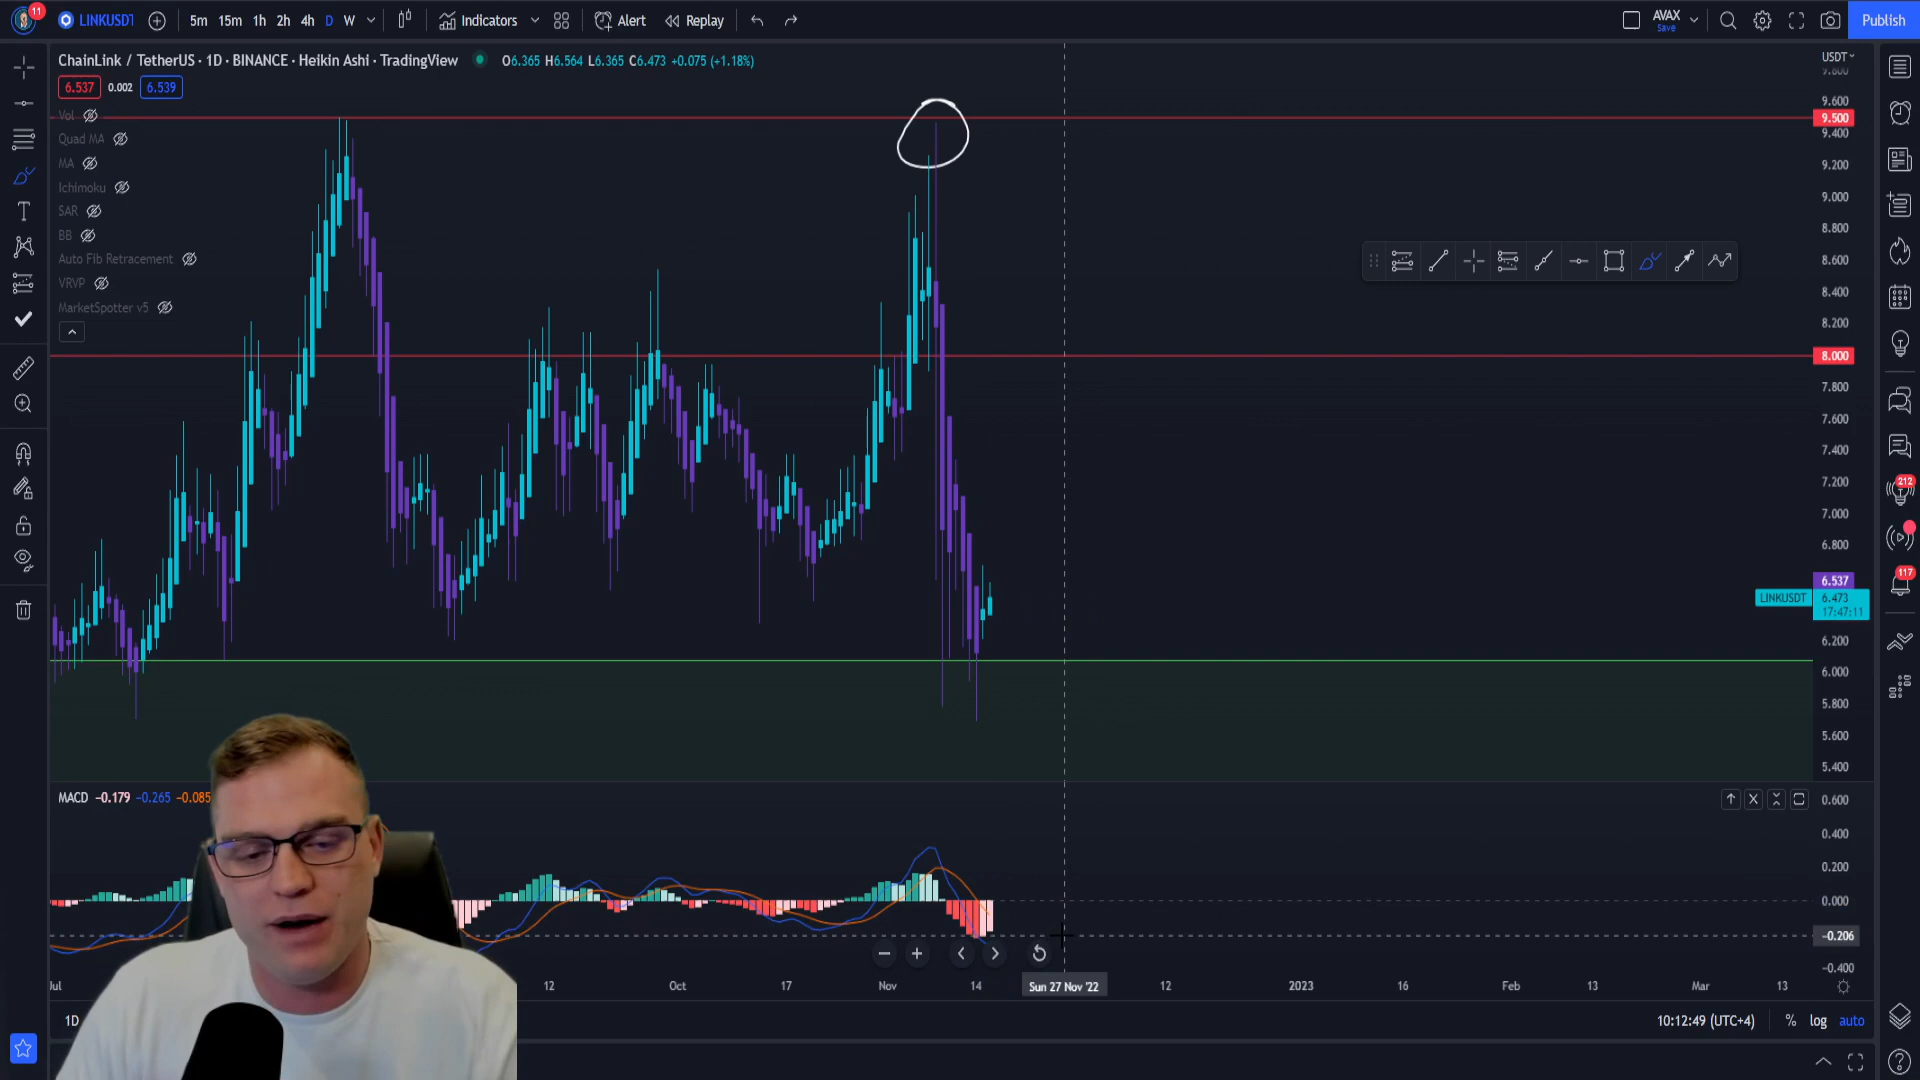 11 LINKUSDT 5m 15m 1h 2h 4h D W Indicators Alert Replay AVAX Save Publish
ChainLink / TetherUS · 1D · BINANCE · Heikin Ashi · TradingView O6.365 H6.564 L6.365 C6.473 +0.075 (+1.18%) USDT
6.537 0.002 6.539
Vol
Quad MA
MA
Ichimoku
SAR
BB
Auto Fib Retracement
VRVP
MarketSpotter v5
9.800
9.600
9.500
9.400
9.200
9.000
8.800
8.600
8.400
8.200
8.000
7.800
7.600
7.400
7.200
7.000
6.800
6.537
LINKUSDT 6.473
17:47:11
6.200
6.000
5.800
5.600
5.400
212
117
MACD −0.179 −0.265 −0.085
0.600
0.400
0.200
0.000
−0.206
−0.400
Jul 12 Oct 17 Nov 14 Sun 27 Nov '22 12 2023 16 Feb 13 Mar 13
1D 10:12:49 (UTC+4) % log auto